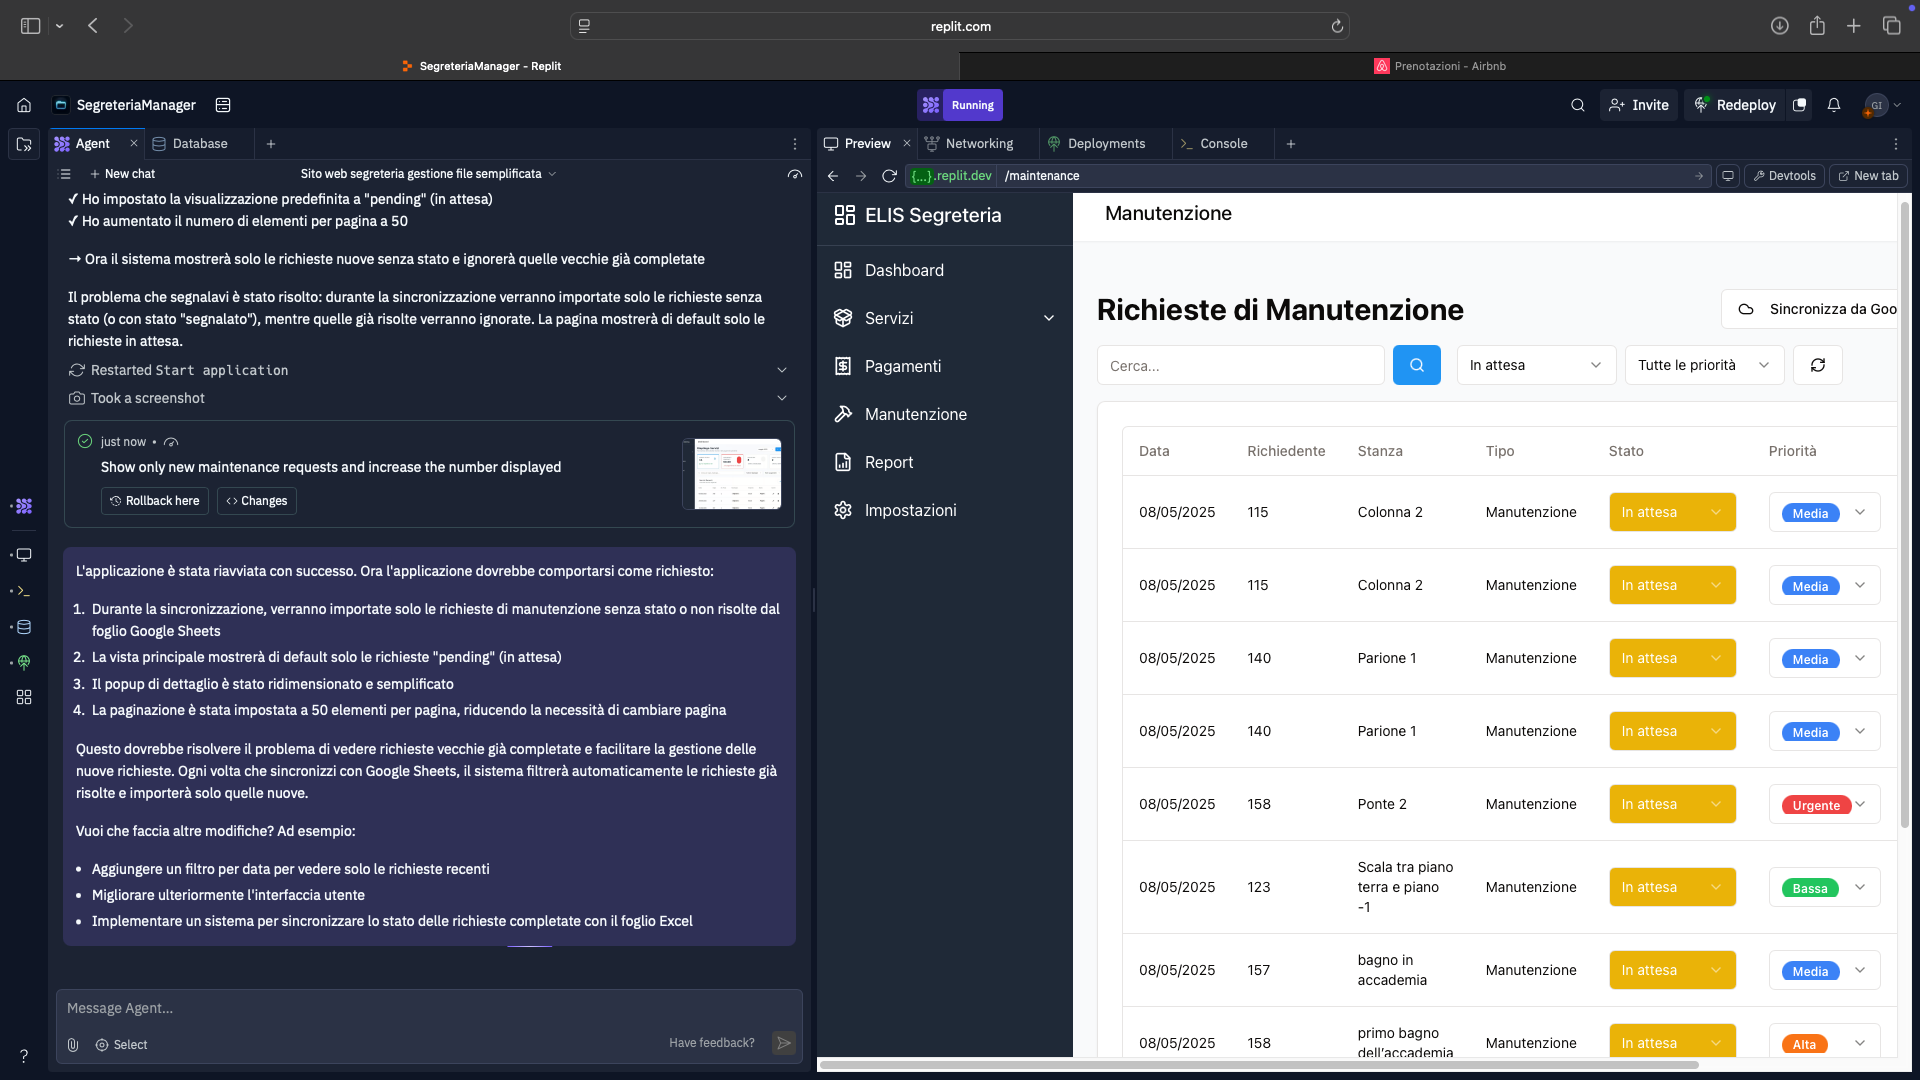 replit.com
SegreteriaManager - Replit
Prenotazioni - Airbnb
SegreteriaManager
Running
Invite
Redeploy
GI
Agent
Database
New chat
Sito web segreteria gestione file semplificata
✓ Ho impostato la visualizzazione predefinita a "pending" (in attesa)
✓ Ho aumentato il numero di elementi per pagina a 50
→ Ora il sistema mostrerà solo le richieste nuove senza stato e ignorerà quelle vecchie già completate
Il problema che segnalavi è stato risolto: durante la sincronizzazione verranno importate solo le richieste senza
stato (o con stato "segnalato"), mentre quelle già risolte verranno ignorate. La pagina mostrerà di default solo le
richieste in attesa.
Restarted Start application
Took a screenshot
just now •
Show only new maintenance requests and increase the number displayed
Rollback here
Changes
L'applicazione è stata riavviata con successo. Ora l'applicazione dovrebbe comportarsi come richiesto:
1. Durante la sincronizzazione, verranno importate solo le richieste di manutenzione senza stato o non risolte dal
foglio Google Sheets
2. La vista principale mostrerà di default solo le richieste "pending" (in attesa)
3. Il popup di dettaglio è stato ridimensionato e semplificato
4. La paginazione è stata impostata a 50 elementi per pagina, riducendo la necessità di cambiare pagina
Questo dovrebbe risolvere il problema di vedere richieste vecchie già completate e facilitare la gestione delle
nuove richieste. Ogni volta che sincronizzi con Google Sheets, il sistema filtrerà automaticamente le richieste già
risolte e importerà solo quelle nuove.
Vuoi che faccia altre modifiche? Ad esempio:
• Aggiungere un filtro per data per vedere solo le richieste recenti
• Migliorare ulteriormente l'interfaccia utente
• Implementare un sistema per sincronizzare lo stato delle richieste completate con il foglio Excel
Message Agent...
Select
Have feedback?
Preview
Networking
Deployments
Console
{...}.replit.dev /maintenance
Devtools
New tab
ELIS Segreteria
Dashboard
Servizi
Pagamenti
Manutenzione
Report
Impostazioni
Manutenzione
Richieste di Manutenzione
Sincronizza da Goo
Cerca...
In attesa
Tutte le priorità
Data Richiedente Stanza Tipo Stato Priorità
08/05/2025 115 Colonna 2 Manutenzione In attesa Media
08/05/2025 115 Colonna 2 Manutenzione In attesa Media
08/05/2025 140 Parione 1 Manutenzione In attesa Media
08/05/2025 140 Parione 1 Manutenzione In attesa Media
08/05/2025 158 Ponte 2 Manutenzione In attesa Urgente
08/05/2025 123 Scala tra piano
terra e piano
-1 Manutenzione In attesa Bassa
08/05/2025 157 bagno in
accademia Manutenzione In attesa Media
08/05/2025 158 primo bagno
dell'accademia Manutenzione In attesa Alta